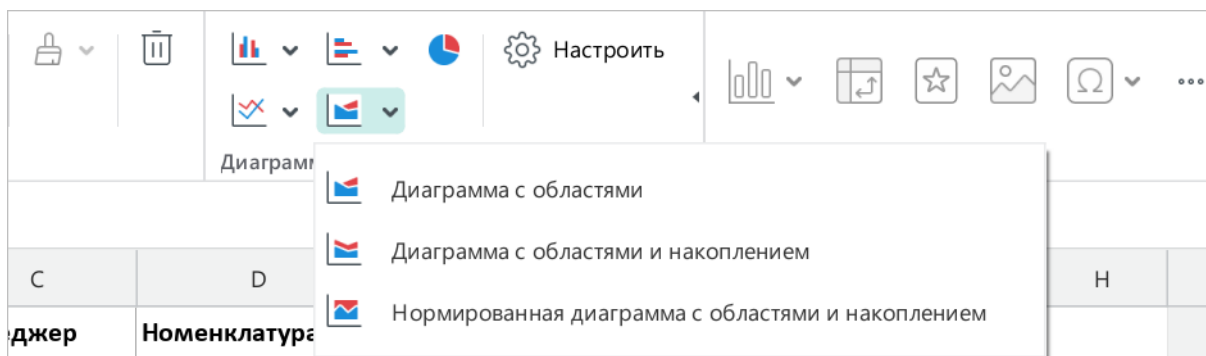 Настроить
Диаграмм
Диаграмма с областями
Диаграмма с областями и накоплением
C D H
Нормированная диаграмма с областями и накоплением
еджер Номенклатура